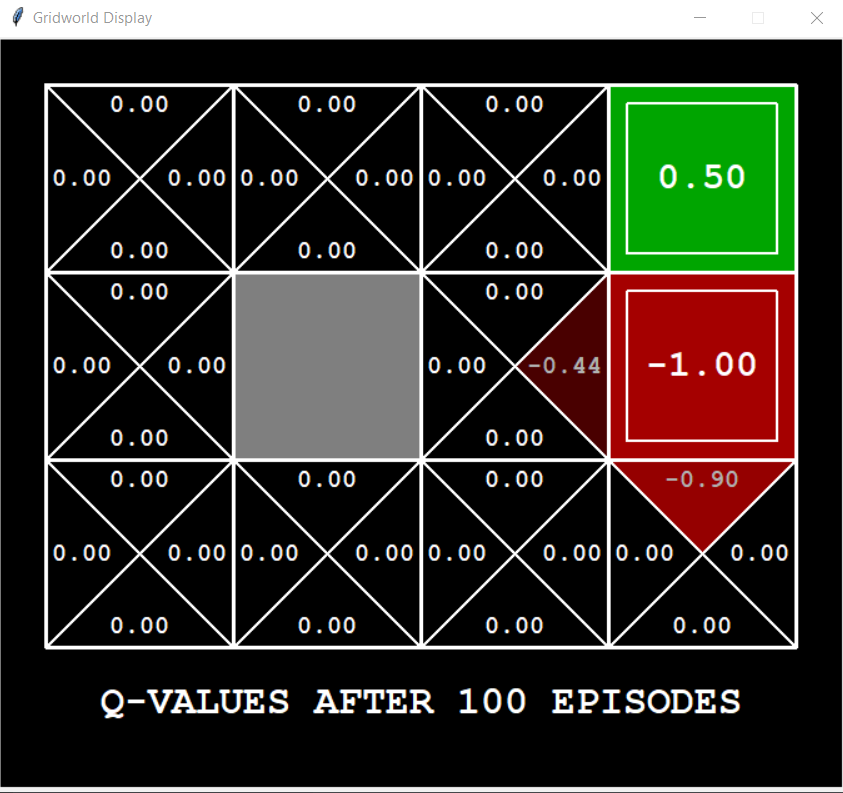 Gridworld Display
0.00 0.00 0.00
0.00 0.00 0.00 0.00 0.00 0.00 0.50
0.00 0.00 0.00
0.00 0.00
0.00 0.00 0.00 -0.44 -1.00
0.00 0.00
0.00 0.00 0.00 -0.90
0.00 0.00 0.00 0.00 0.00 0.00 0.00 0.00
0.00 0.00 0.00 0.00
Q-VALUES AFTER 100 EPISODES